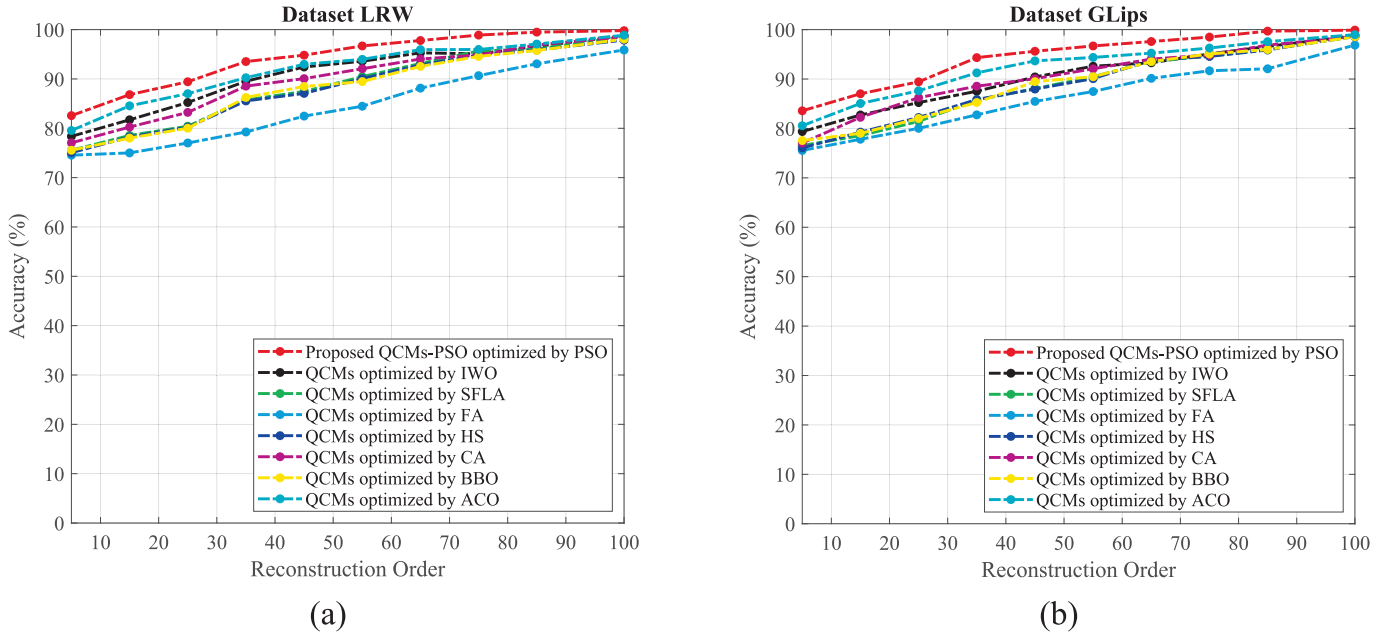 Dataset LRW
Accuracy (%)
100
90
80
70
60
50
40
30
20
10
0
Proposed QCMs-PSO optimized by PSO
QCMs optimized by IWO
QCMs optimized by SFLA
QCMs optimized by FA
QCMs optimized by HS
QCMs optimized by CA
QCMs optimized by BBO
QCMs optimized by ACO
10 20 30 40 50 60 70 80 90 100
Reconstruction Order
(a)
Dataset GLips
Accuracy (%)
100
90
80
70
60
50
40
30
20
10
0
Proposed QCMs-PSO optimized by PSO
QCMs optimized by IWO
QCMs optimized by SFLA
QCMs optimized by FA
QCMs optimized by HS
QCMs optimized by CA
QCMs optimized by BBO
QCMs optimized by ACO
10 20 30 40 50 60 70 80 90 100
Reconstruction Order
(b)